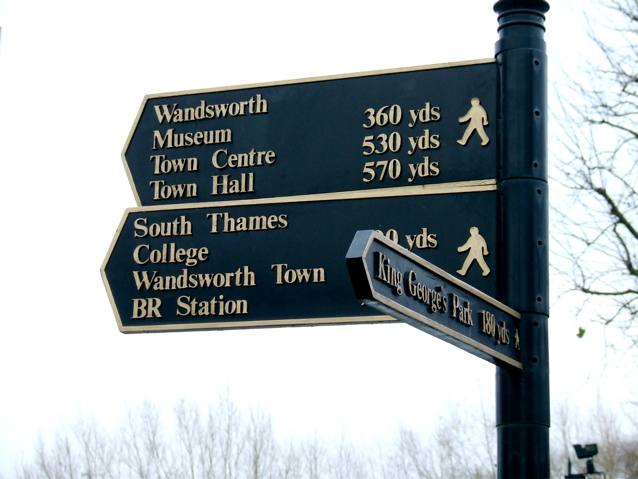 Wandsworth
Museum 360 yds
Town Centre 530 yds
Town Hall 570 yds
South Thames
College yds
Wandsworth Town
BR Station
King George's Park 180 yds